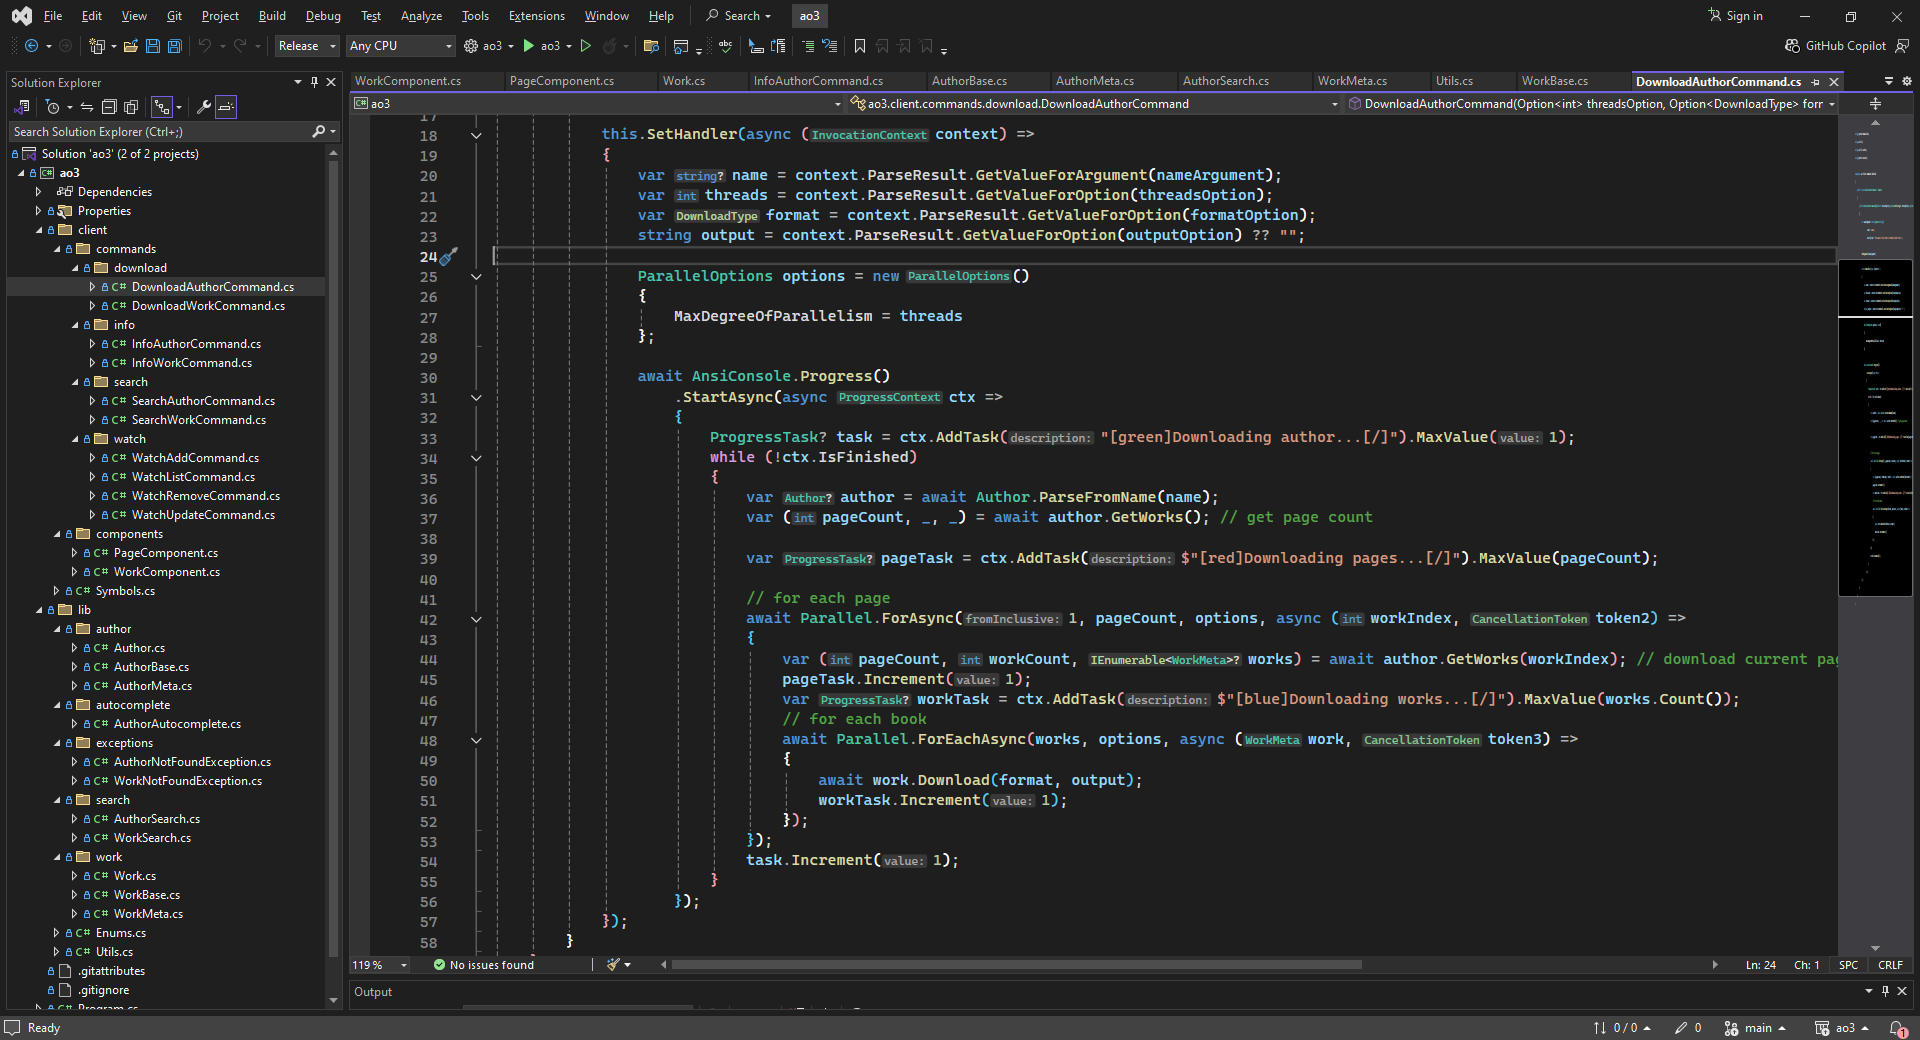 File Edit View Git Project Build Debug Test Analyze Tools Extensions Window Help Search ao3 Sign in
Release Any CPU ao3 ao3 abc GitHub Copilot
Solution Explorer
WorkComponent.cs PageComponent.cs Work.cs InfoAuthorCommand.cs AuthorBase.cs AuthorMeta.cs AuthorSearch.cs WorkMeta.cs Utils.cs WorkBase.cs DownloadAuthorCommand.cs
ao3 ao3.client.commands.download.DownloadAuthorCommand DownloadAuthorCommand(Option<int> threadsOption, Option<DownloadType> forr
Search Solution Explorer (Ctrl+;)
Solution 'ao3' (2 of 2 projects)
ao3
Dependencies
Properties
client
commands
download
C# DownloadAuthorCommand.cs
C# DownloadWorkCommand.cs
info
C# InfoAuthorCommand.cs
C# InfoWorkCommand.cs
search
C# SearchAuthorCommand.cs
C# SearchWorkCommand.cs
watch
C# WatchAddCommand.cs
C# WatchListCommand.cs
C# WatchRemoveCommand.cs
C# WatchUpdateCommand.cs
components
C# PageComponent.cs
C# WorkComponent.cs
C# Symbols.cs
lib
author
C# Author.cs
C# AuthorBase.cs
C# AuthorMeta.cs
autocomplete
C# AuthorAutocomplete.cs
exceptions
C# AuthorNotFoundException.cs
C# WorkNotFoundException.cs
search
C# AuthorSearch.cs
C# WorkSearch.cs
work
C# Work.cs
C# WorkBase.cs
C# WorkMeta.cs
C# Enums.cs
C# Utils.cs
.gitattributes
.gitignore
C# Program.cs
17
18 this.SetHandler(async (InvocationContext context) =>
19 {
20 var string? name = context.ParseResult.GetValueForArgument(nameArgument);
21 var int threads = context.ParseResult.GetValueForOption(threadsOption);
22 var DownloadType format = context.ParseResult.GetValueForOption(formatOption);
23 string output = context.ParseResult.GetValueForOption(outputOption) ?? "";
24
25 ParallelOptions options = new ParallelOptions()
26 {
27 MaxDegreeOfParallelism = threads
28 };
29
30 await AnsiConsole.Progress()
31 .StartAsync(async ProgressContext ctx =>
32 {
33 ProgressTask? task = ctx.AddTask(description: "[green]Downloading author...[/]").MaxValue(value: 1);
34 while (!ctx.IsFinished)
35 {
36 var Author? author = await Author.ParseFromName(name);
37 var (int pageCount, _, _) = await author.GetWorks(); // get page count
38
39 var ProgressTask? pageTask = ctx.AddTask(description: $"[red]Downloading pages...[/]").MaxValue(pageCount);
40
41 // for each page
42 await Parallel.ForAsync(fromInclusive: 1, pageCount, options, async (int workIndex, CancellationToken token2) =>
43 {
44 var (int pageCount, int workCount, IEnumerable<WorkMeta>? works) = await author.GetWorks(workIndex); // download current pag
45 pageTask.Increment(value: 1);
46 var ProgressTask? workTask = ctx.AddTask(description: $"[blue]Downloading works...[/]").MaxValue(works.Count());
47 // for each book
48 await Parallel.ForEachAsync(works, options, async (WorkMeta work, CancellationToken token3) =>
49 {
50 await work.Download(format, output);
51 workTask.Increment(value: 1);
52 });
53 });
54 task.Increment(value: 1);
55 }
56 });
57 });
58 }
119 % No issues found Ln: 24 Ch: 1 SPC CRLF
Output
Ready 0 / 0 0 main ao3 1